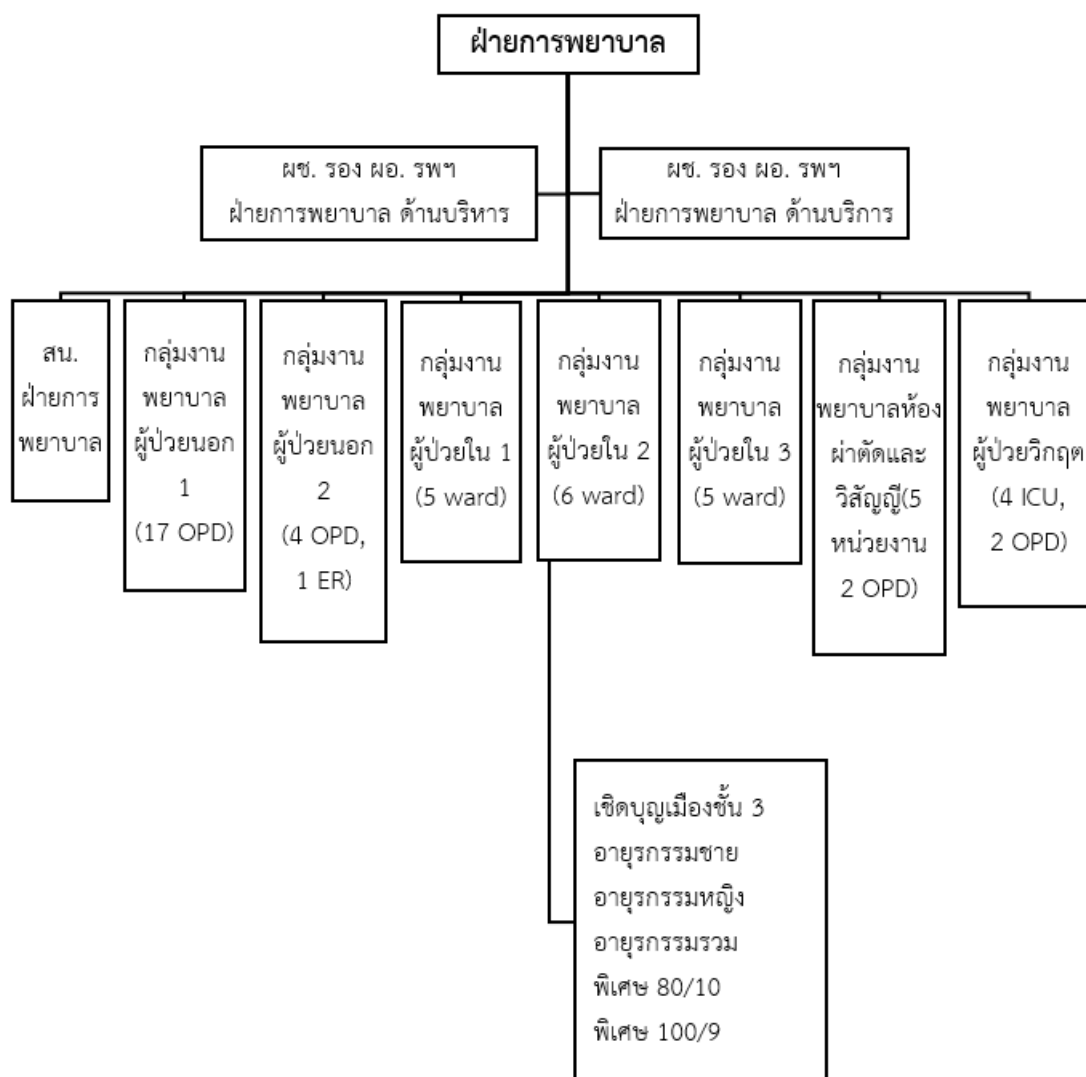 ฝ่ายการพยาบาล
ผช. รอง ผอ. รพฯ
ฝ่ายการพยาบาล ด้านบริหาร
ผช. รอง ผอ. รพฯ
ฝ่ายการพยาบาล ด้านบริการ
สน.
ฝ่ายการ
พยาบาล
กลุ่มงาน
พยาบาล
ผู้ป่วยนอก
1
(17 OPD)
กลุ่มงาน
พยาบาล
ผู้ป่วยนอก
2
(4 OPD,
1 ER)
กลุ่มงาน
พยาบาล
ผู้ป่วยใน 1
(5 ward)
กลุ่มงาน
พยาบาล
ผู้ป่วยใน 2
(6 ward)
กลุ่มงาน
พยาบาล
ผู้ป่วยใน 3
(5 ward)
กลุ่มงาน
พยาบาลห้อง
ผ่าตัดและ
วิสัญญี(5
หน่วยงาน
2 OPD)
กลุ่มงาน
พยาบาล
ผู้ป่วยวิกฤต
(4 ICU,
2 OPD)
เชิดบุญเมืองชั้น 3
อายุรกรรมชาย
อายุรกรรมหญิง
อายุรกรรมรวม
พิเศษ 80/10
พิเศษ 100/9